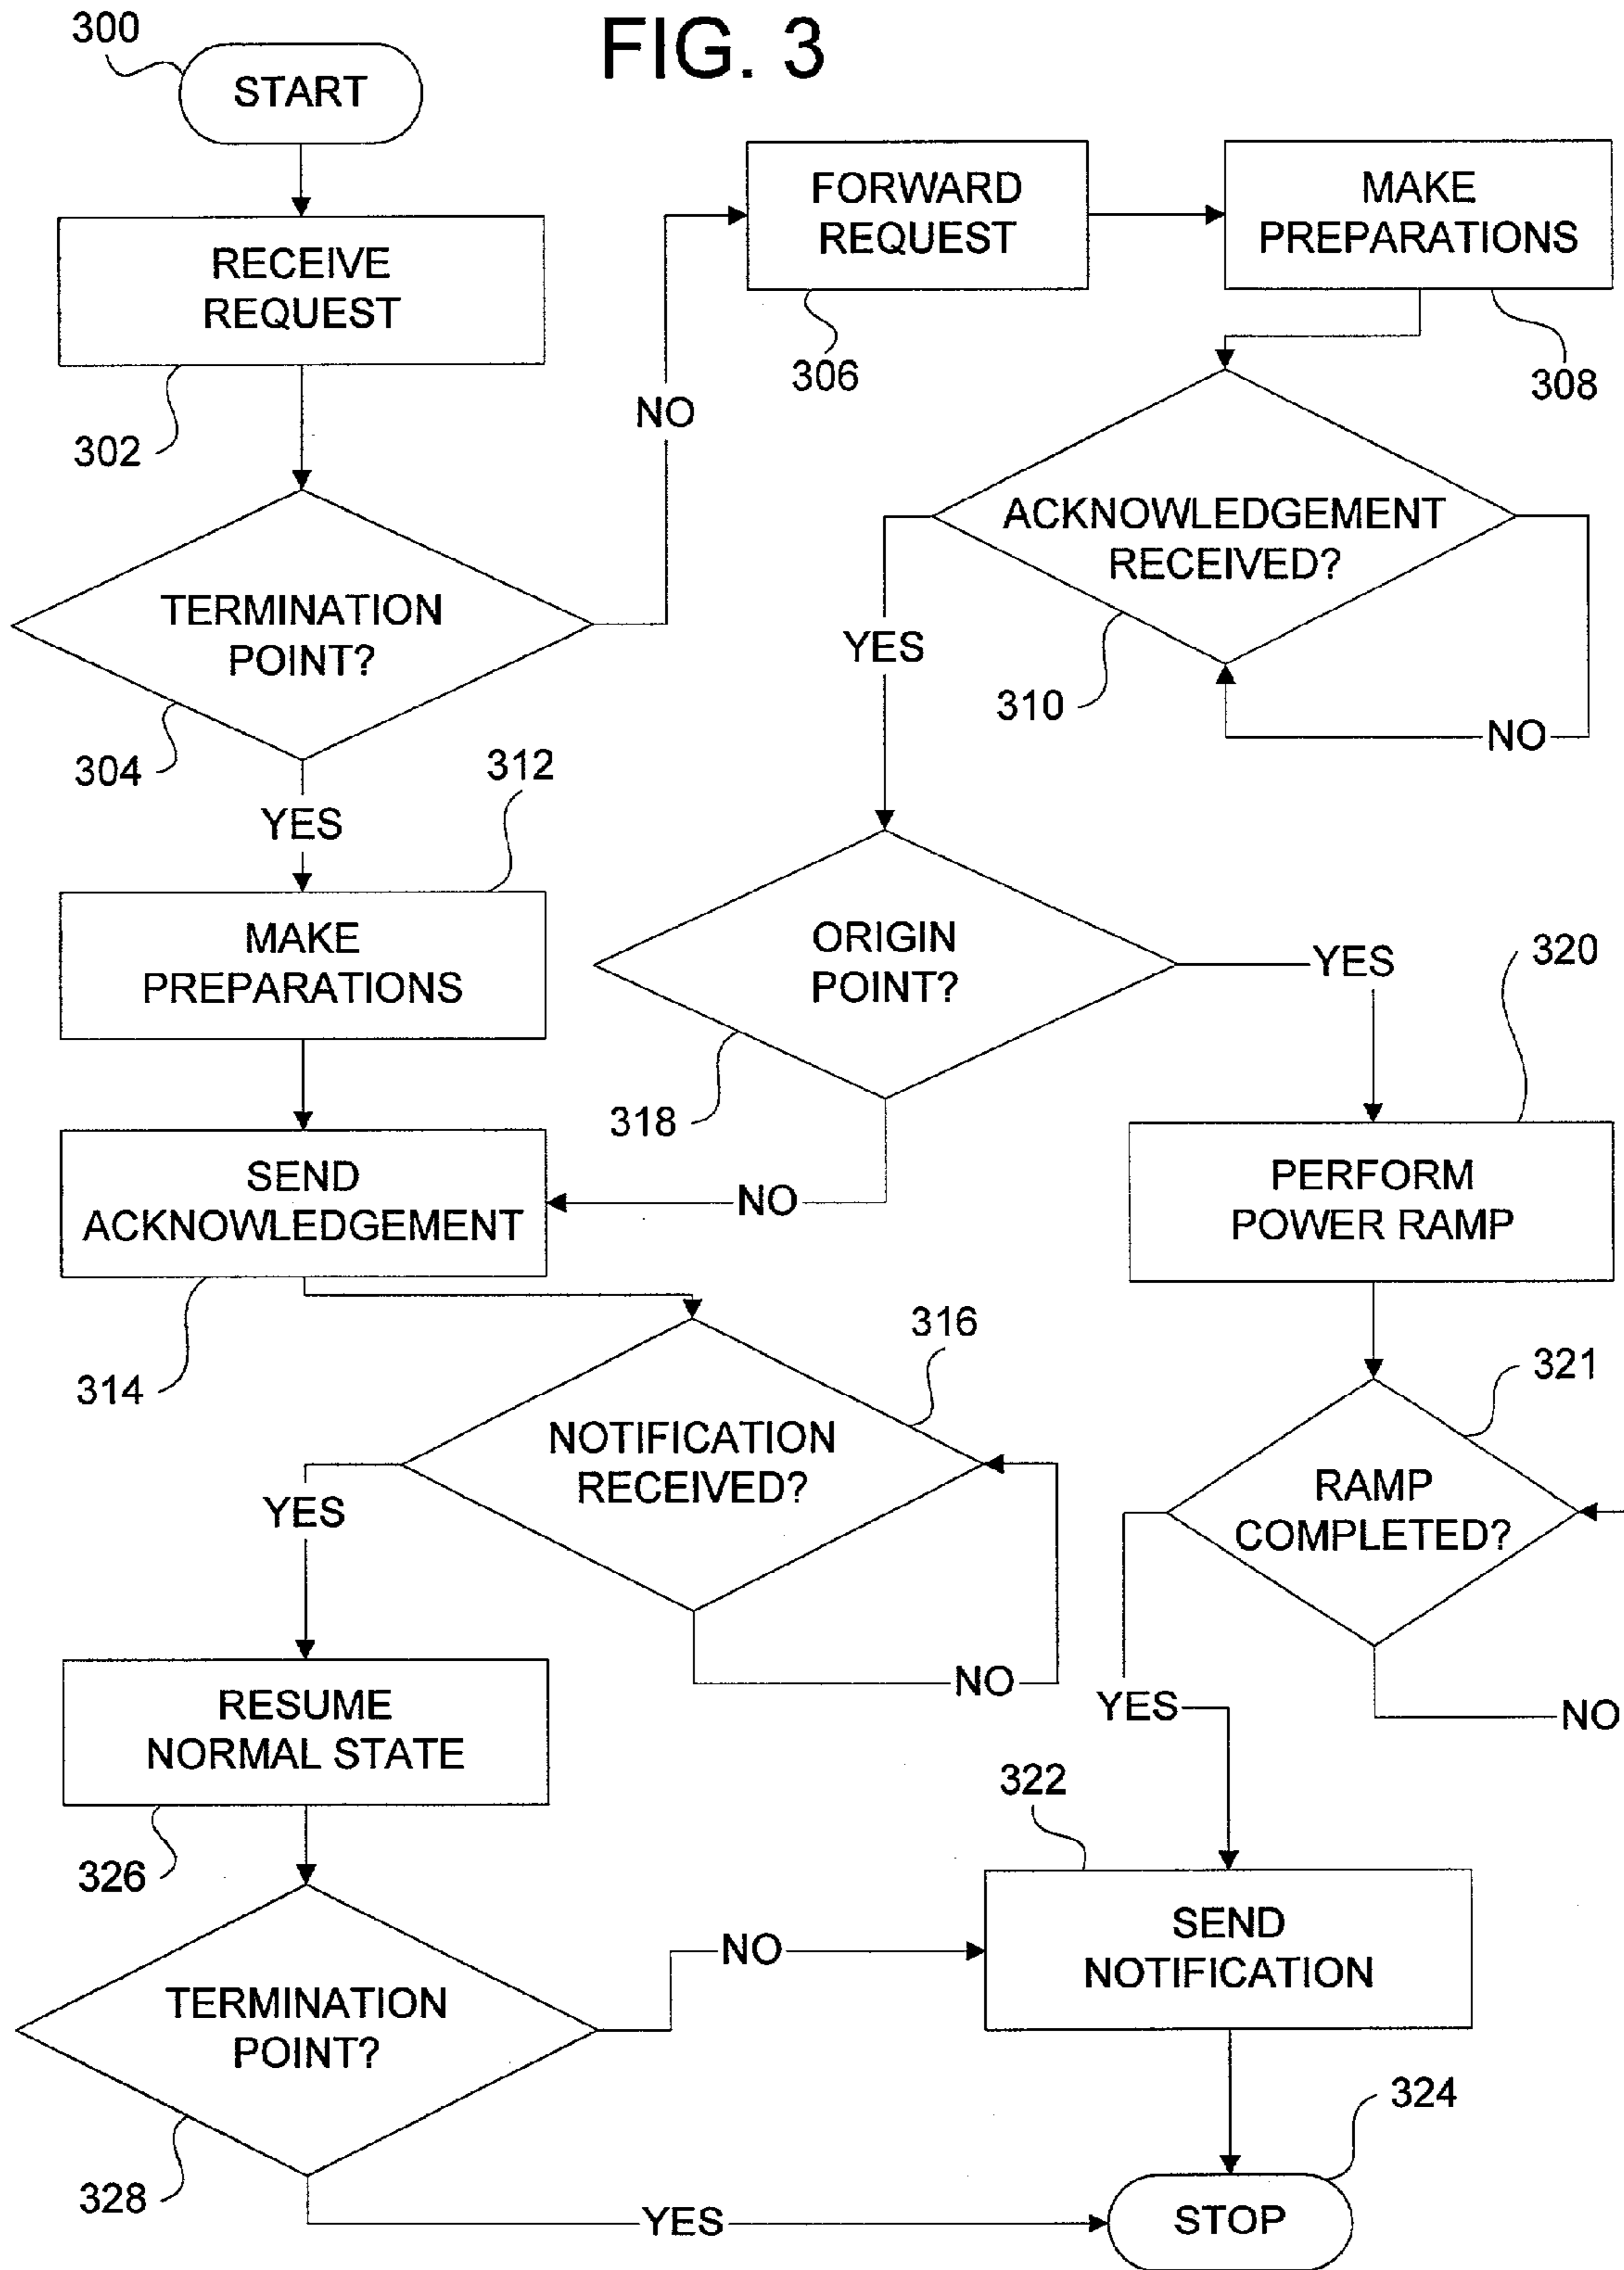 FIG. 3
300
START
RECEIVE
REQUEST
302
TERMINATION
POINT?
304
NO
FORWARD
REQUEST
306
MAKE
PREPARATIONS
308
ACKNOWLEDGEMENT
RECEIVED?
310
NO
YES
YES
312
MAKE
PREPARATIONS
ORIGIN
POINT?
318
YES
320
NO
SEND
ACKNOWLEDGEMENT
314
PERFORM
POWER RAMP
316
NOTIFICATION
RECEIVED?
YES
NO
321
RAMP
COMPLETED?
YES
NO
RESUME
NORMAL STATE
326
322
SEND
NOTIFICATION
TERMINATION
POINT?
328
NO
YES
324
STOP